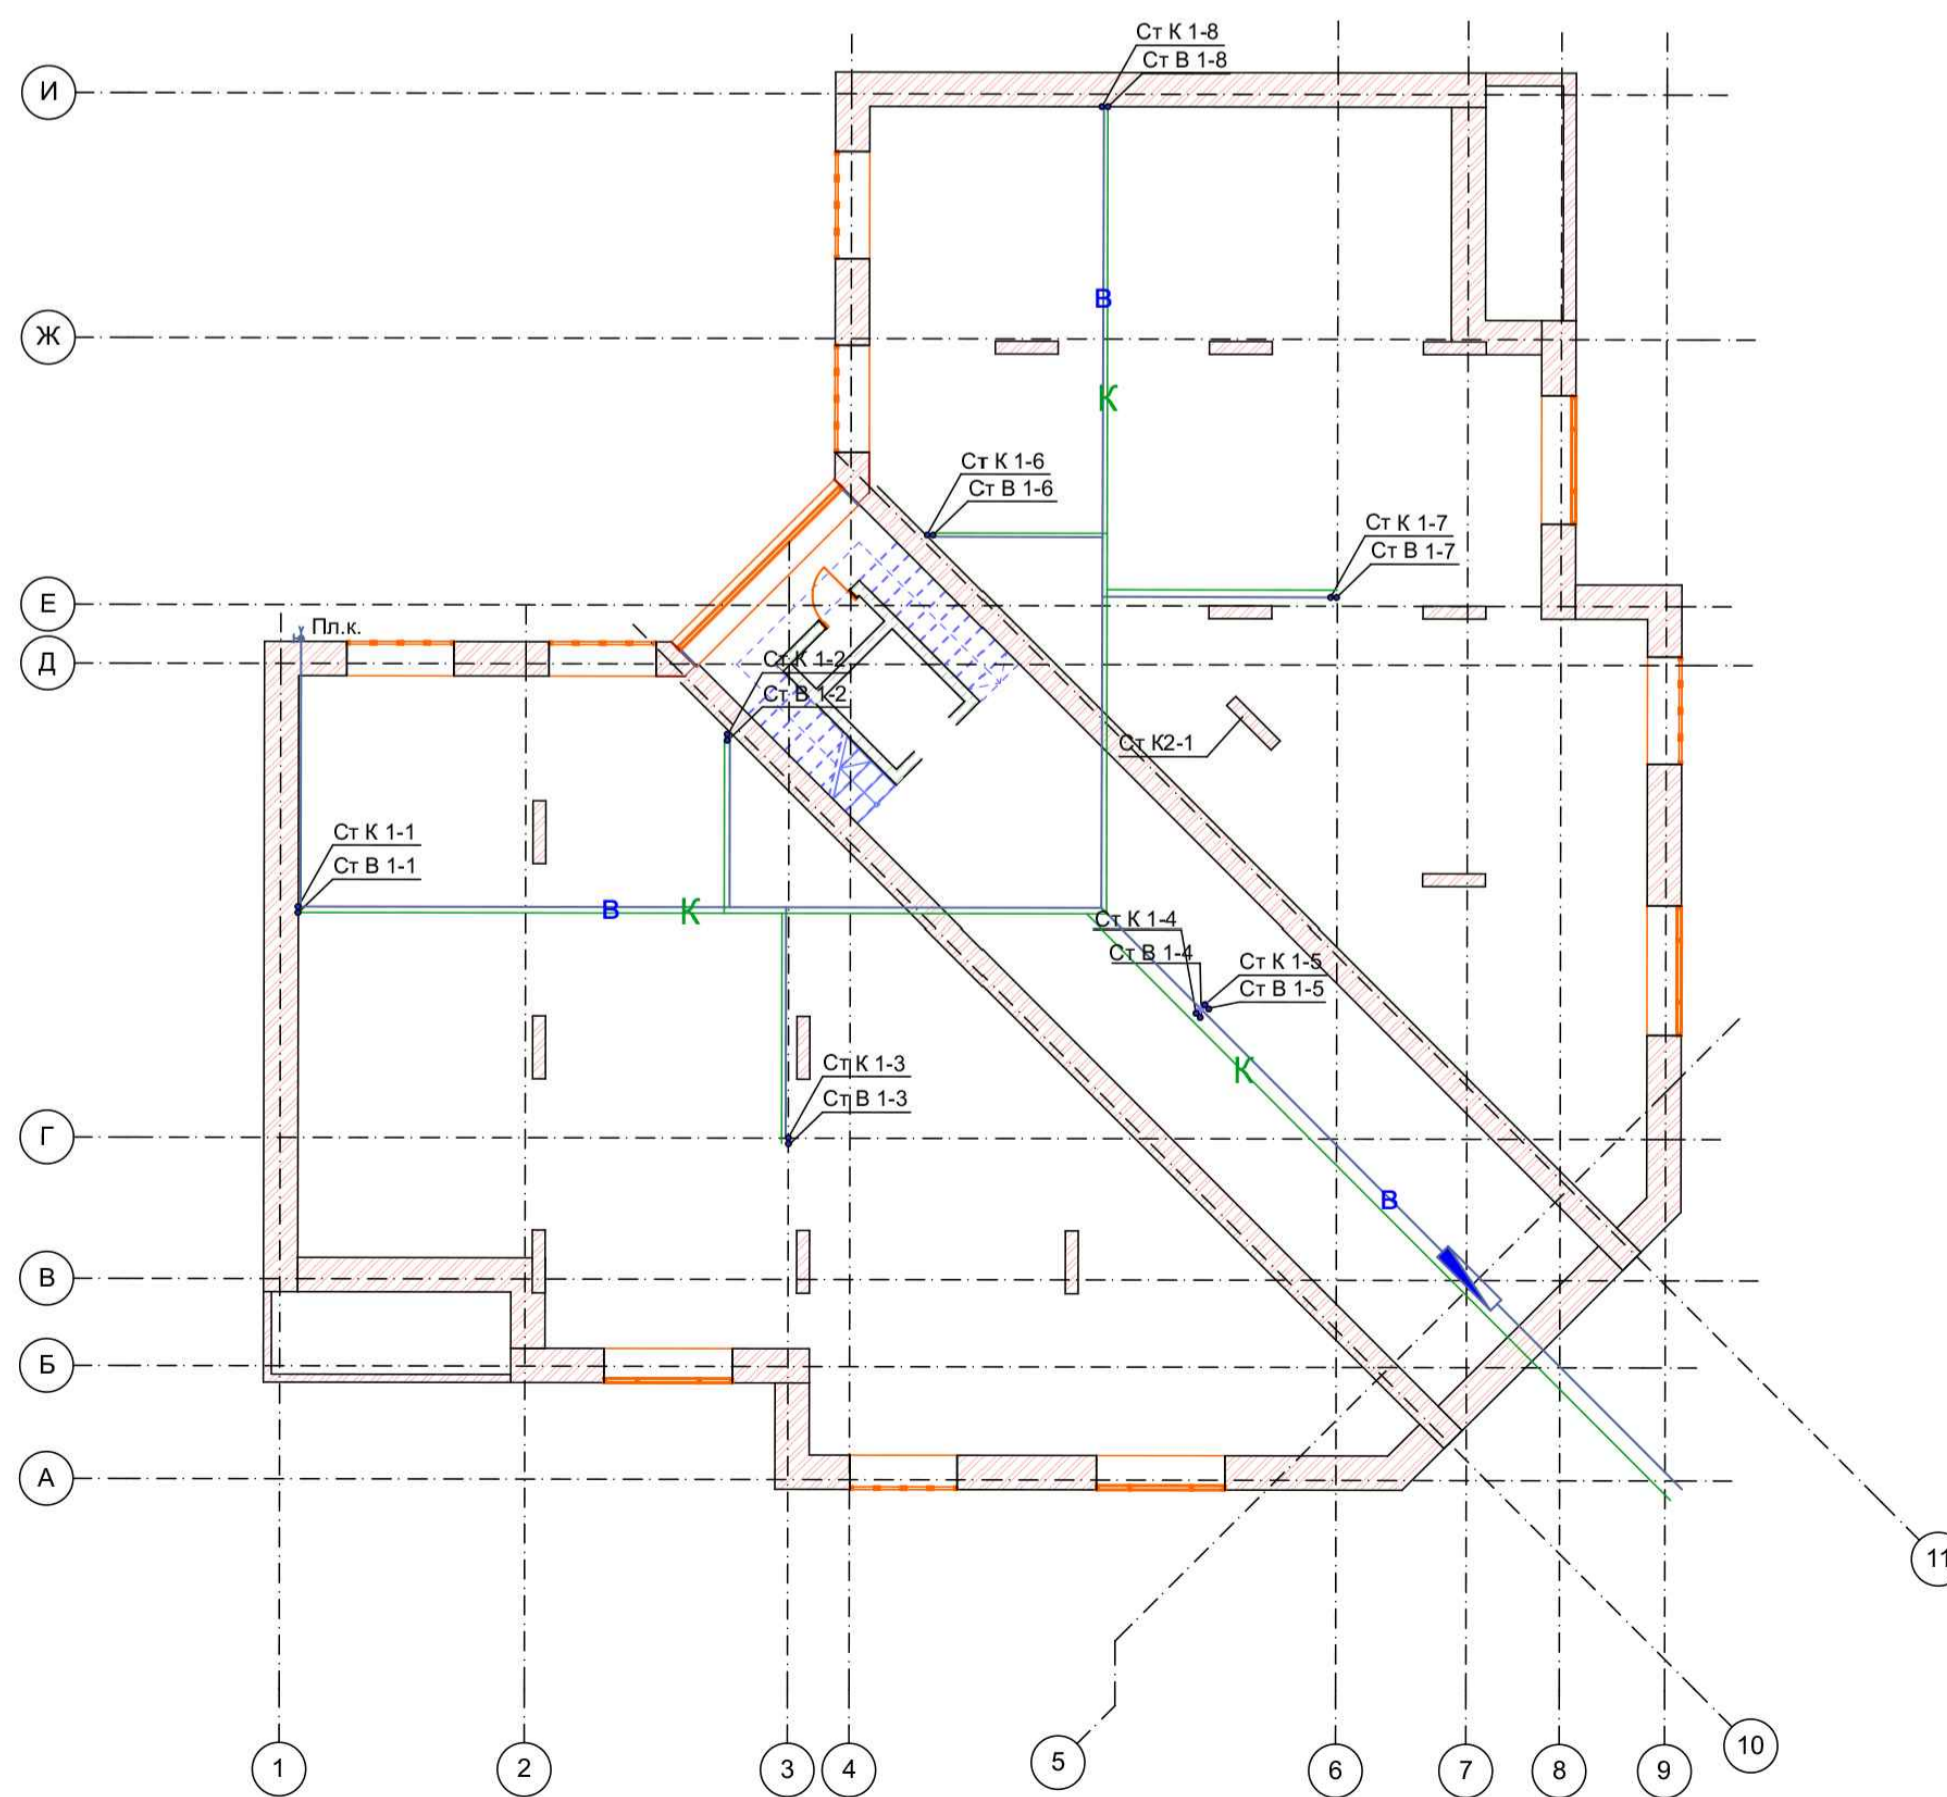 Ст К 1-8
Ст В 1-8
И
В
Ж
К
Ст К 1-6
Ст В 1-6
Ст К 1-7
Ст В 1-7
Е
Пл.к.
Д
Ст К 1-2
Ст В 1-2
Ст К2-1
Ст К 1-1
Ст В 1-1
В
К
Ст К 1-4
Ст В 1-4
Ст К 1-5
Ст В 1-5
Ст К 1-3
К
Ст В 1-3
Г
В
В
Б
А
11
10
1
2
3
4
5
6
7
8
9